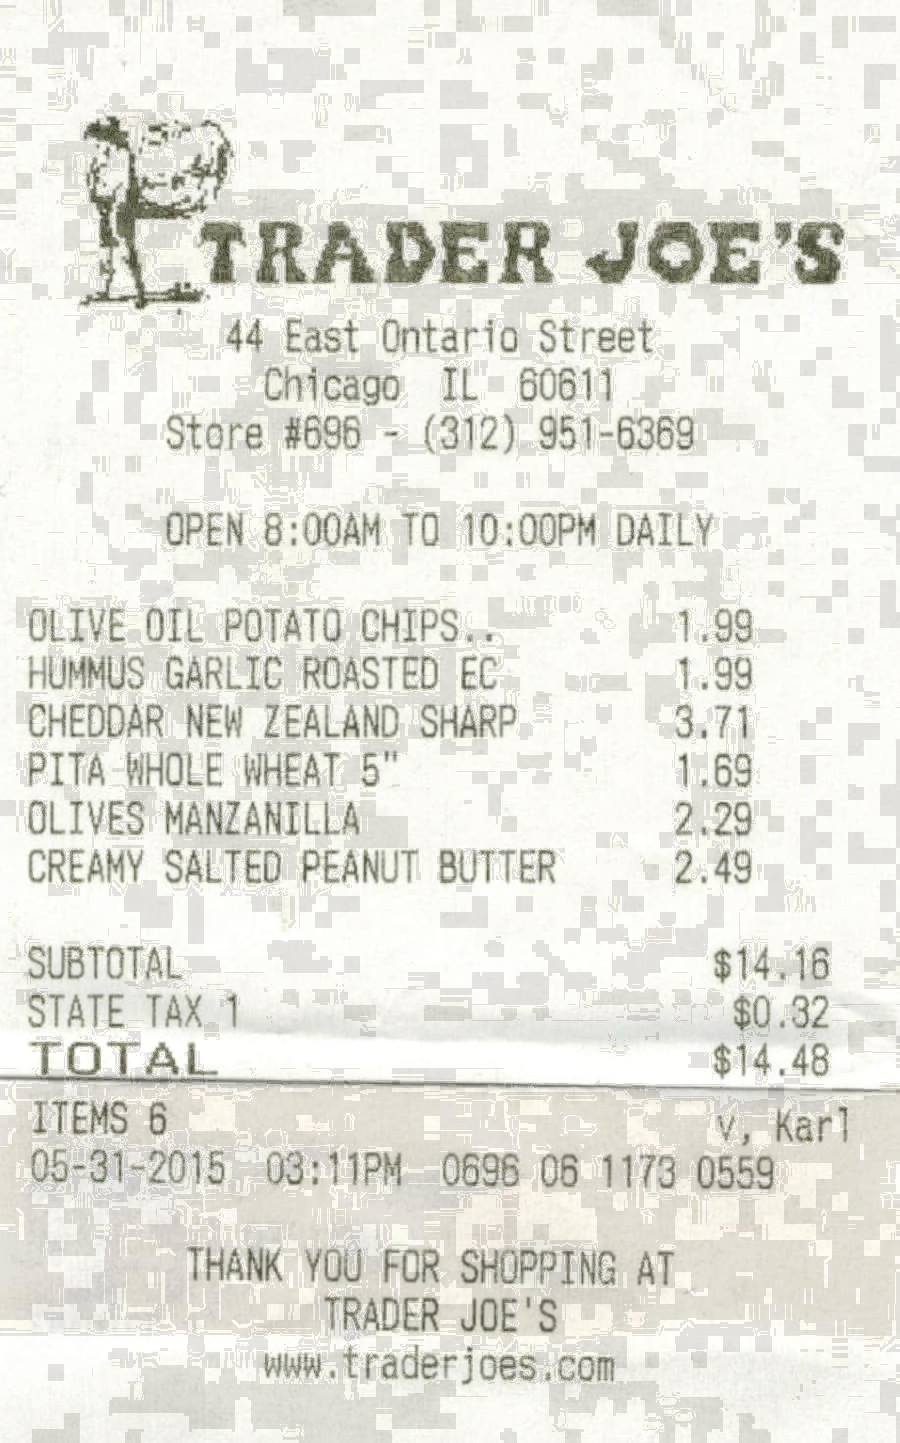 TRADER JOE'S
44 East Ontario Street
Chicago IL 60611
Store #696 - (312) 951-6369
OPEN 8:00AM TO 10:00PM DAILY
OLIVE OIL POTATO CHIPS.. 1.99
HUMMUS GARLIC ROASTED EC 1.99
CHEDDAR NEW ZEALAND SHARP 3.71
PITA WHOLE WHEAT 5" 1.69
OLIVES MANZANILLA 2.29
CREAMY SALTED PEANUT BUTTER 2.49
SUBTOTAL $14.16
STATE TAX 1 $0.32
TOTAL $14.48
ITEMS 6 v, Karl
05-31-2015 03:11PM 0696 06 1173 0559
THANK YOU FOR SHOPPING AT
TRADER JOE'S
www.traderjoes.com